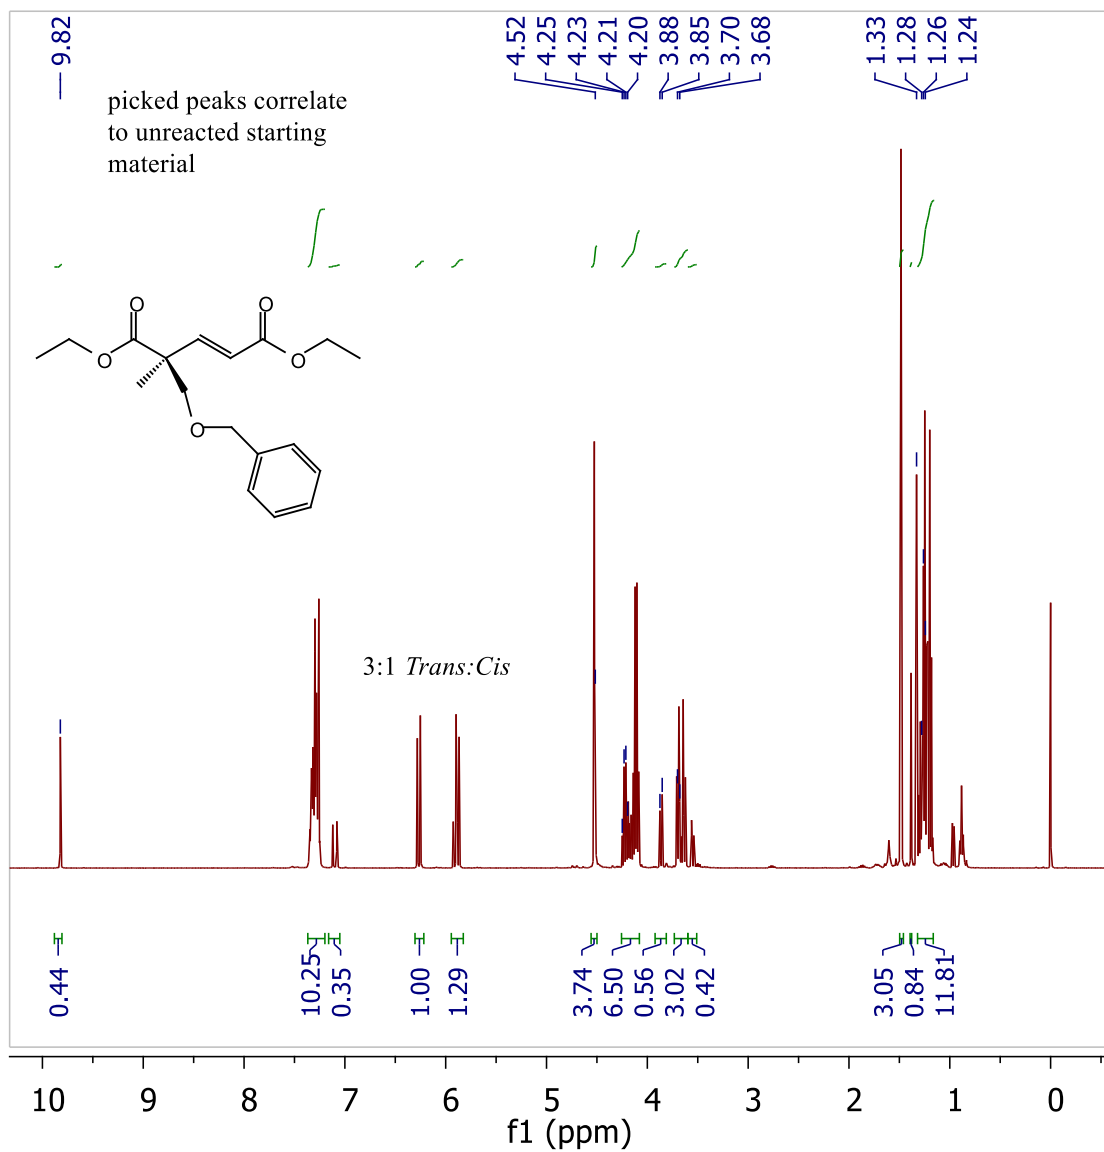 9.82
4.52
4.25
4.23
4.21
4.20
3.88
3.85
3.70
3.68
1.33
1.28
1.26
1.24
picked peaks correlate
to unreacted starting
material
O
O
O
O
O
3:1 Trans:Cis
0.44
10.25
0.35
1.00
1.29
3.74
6.50
0.56
3.02
0.42
3.05
0.84
11.81
10 9 8 7 6 5 4 3 2 1 0
f1 (ppm)